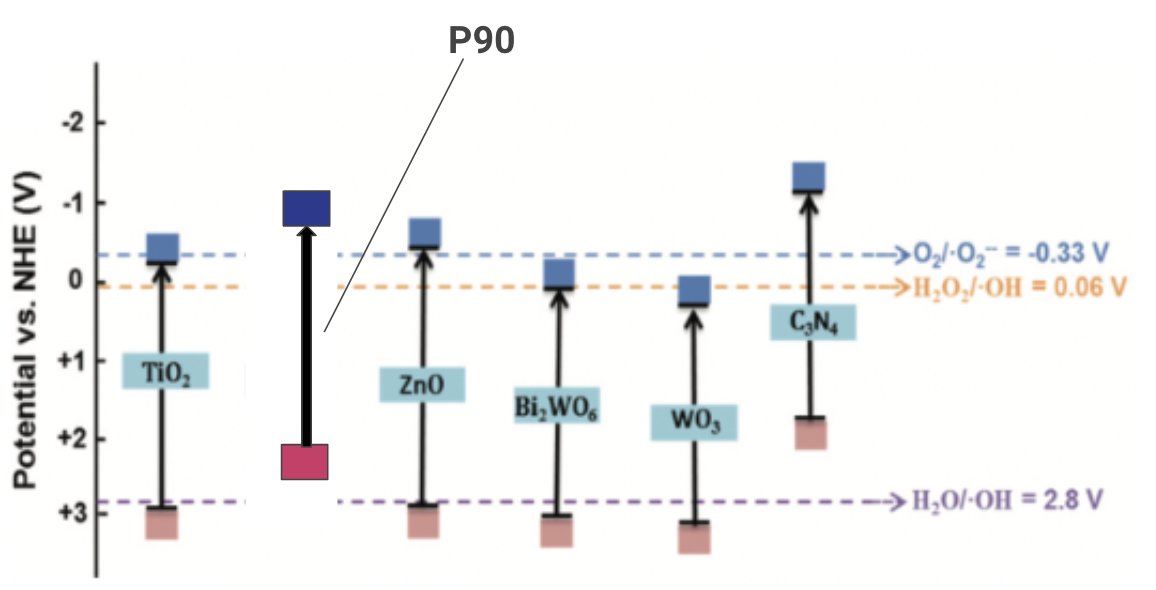 P90
Potential vs. NHE (V)
-2
-1
0
+1
+2
+3
TiO₂
ZnO
Bi₂WO₆
WO₃
C₃N₄
O₂/·O₂⁻ = -0.33 V
H₂O₂/·OH = 0.06 V
H₂O/·OH = 2.8 V